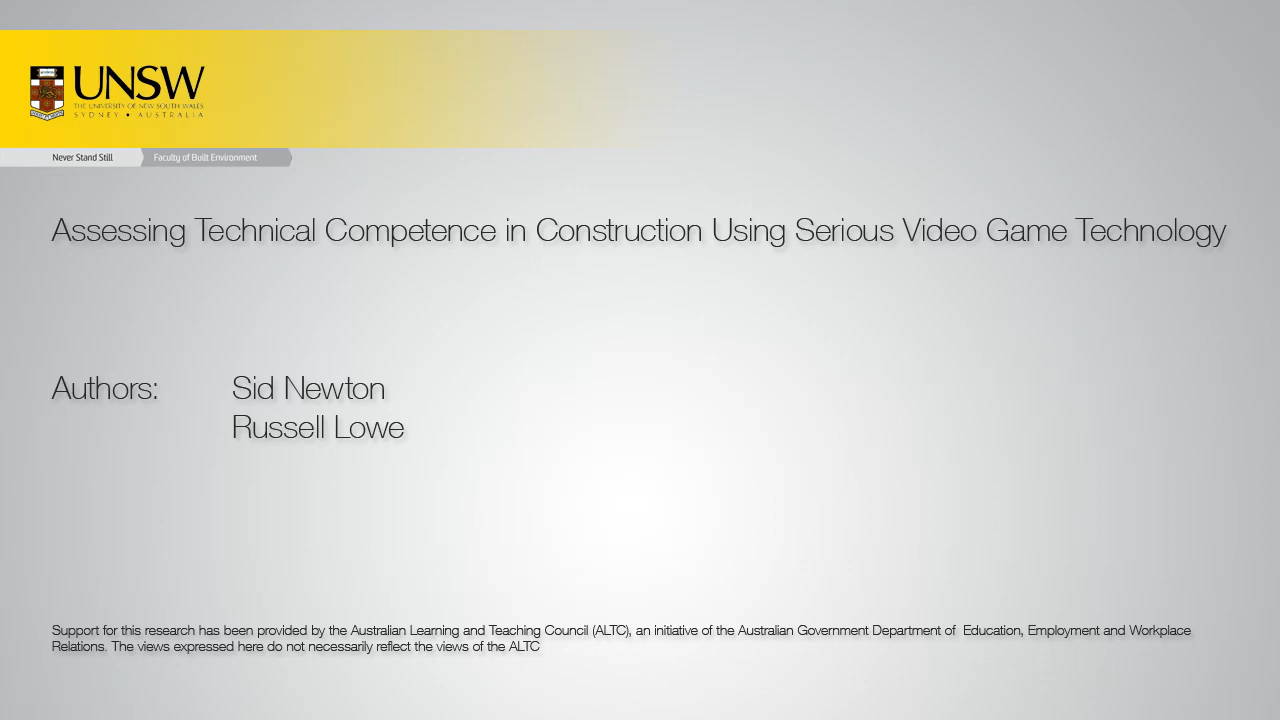 UNSW
THE UNIVERSITY OF NEW SOUTH WALES
SYDNEY • AUSTRALIA
Never Stand Still Faculty of Built Environment
Assessing Technical Competence in Construction Using Serious Video Game Technology
Authors: Sid Newton
Russell Lowe
Support for this research has been provided by the Australian Learning and Teaching Council (ALTC), an initiative of the Australian Government Department of Education, Employment and Workplace
Relations. The views expressed here do not necessarily reflect the views of the ALTC